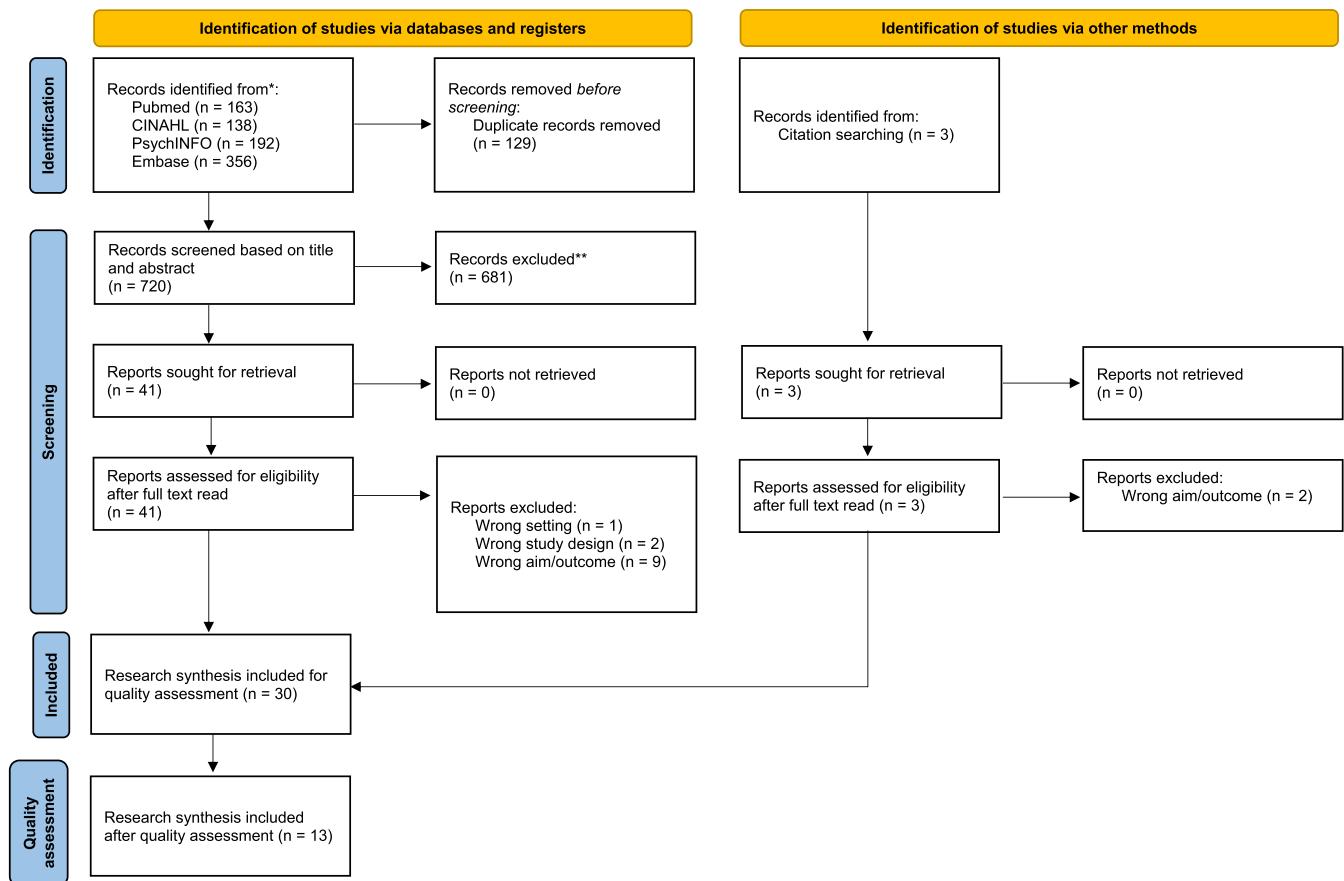 Identification of studies via databases and registers
Identification of studies via other methods
Identification
Records identified from*:
Pubmed (n = 163)
CINAHL (n = 138)
PsychINFO (n = 192)
Embase (n = 356)
Records removed before
screening:
Duplicate records removed
(n = 129)
Records identified from:
Citation searching (n = 3)
Screening
Records screened based on title
and abstract
(n = 720)
Records excluded**
(n = 681)
Reports sought for retrieval
(n = 41)
Reports not retrieved
(n = 0)
Reports sought for retrieval
(n = 3)
Reports not retrieved
(n = 0)
Reports assessed for eligibility
after full text read
(n = 41)
Reports excluded:
Wrong setting (n = 1)
Wrong study design (n = 2)
Wrong aim/outcome (n = 9)
Reports assessed for eligibility
after full text read (n = 3)
Reports excluded:
Wrong aim/outcome (n = 2)
Included
Research synthesis included for
quality assessment (n = 30)
Quality
assessment
Research synthesis included
after quality assessment (n = 13)